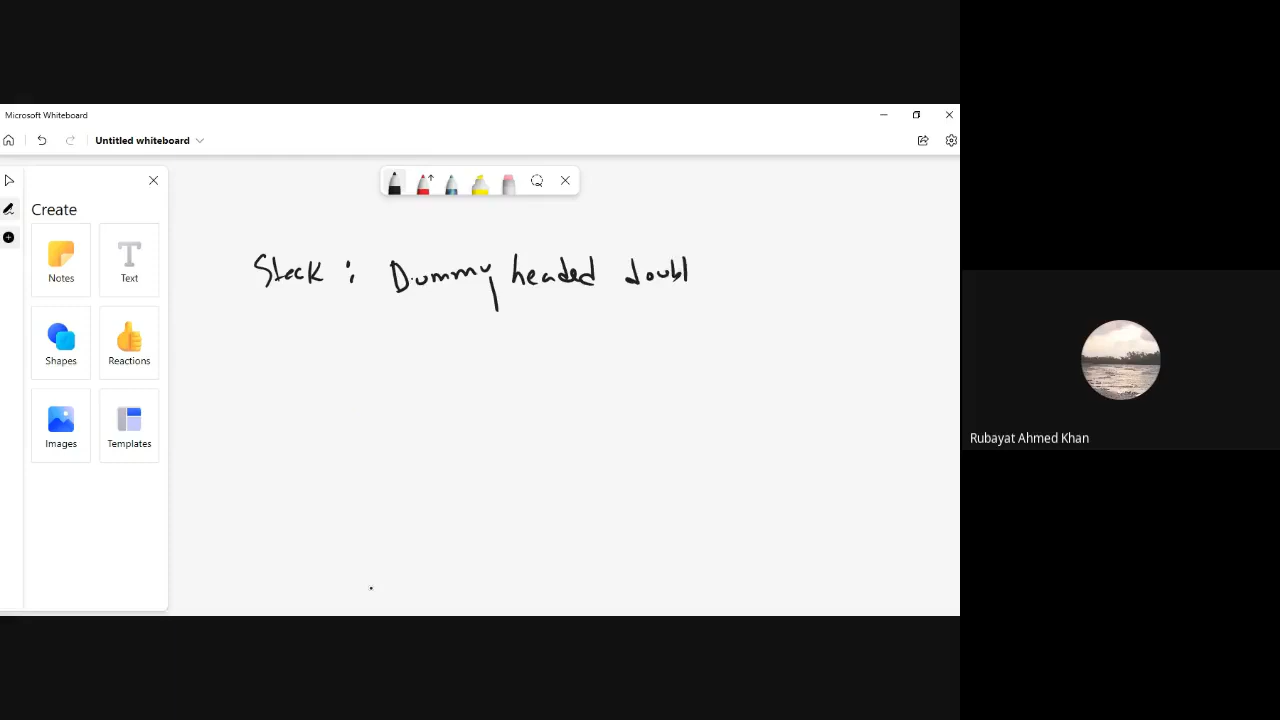 Microsoft Whiteboard
Untitled whiteboard
Create
Notes
Text
Shapes
Reactions
Images
Templates
Stack : Dummy headed doubl
Rubayat Ahmed Khan